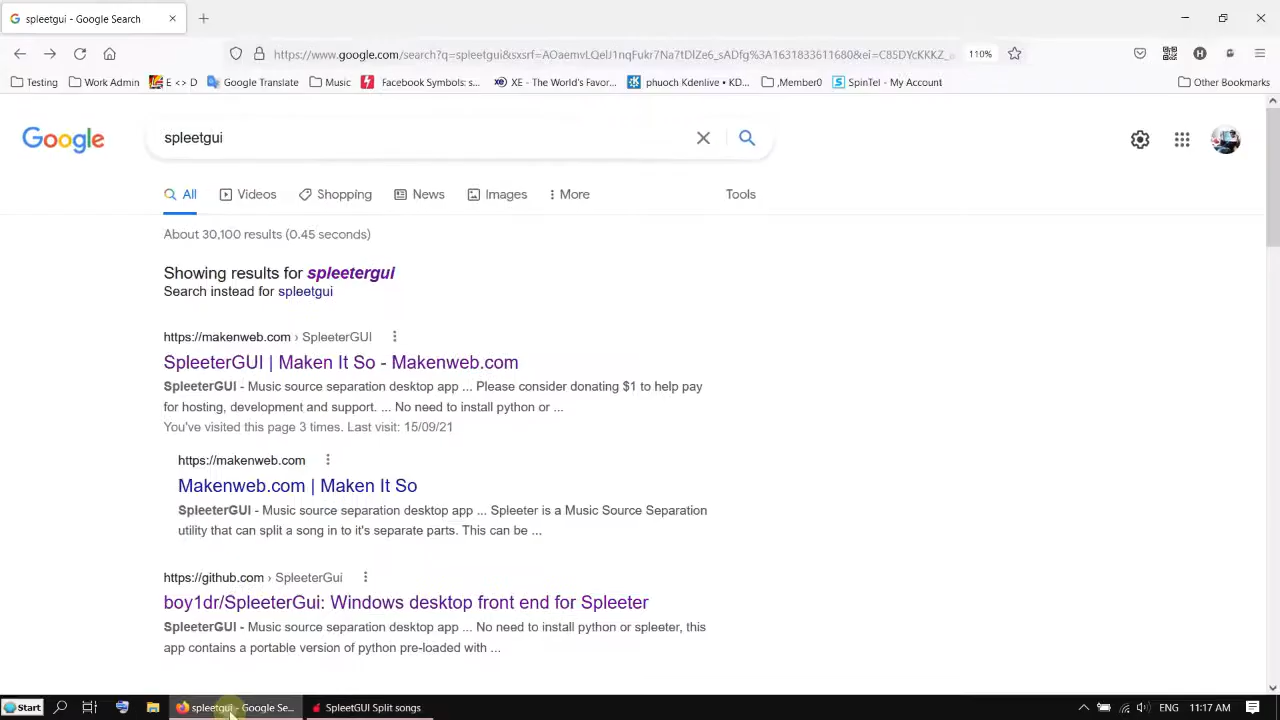 spleetgui - Google Search
https://www.google.com/search?q=spleetgui&sxsrf=AOaemvLQeIJ1nqFukr7Na7tDlZe6_sADfg%3A1631833611680&ei=C85DYcKKKZ_…
110%
Testing
Work Admin
E <> D
Google Translate
Music
Facebook Symbols: s…
XE - The World's Favor…
phuoch Kdenlive • KD…
,Member0
SpinTel - My Account
Other Bookmarks
Google
spleetgui
All
Videos
Shopping
News
Images
More
Tools
About 30,100 results (0.45 seconds)
Showing results for spleetergui
Search instead for spleetgui
https://makenweb.com › SpleeterGUI
SpleeterGUI | Maken It So - Makenweb.com
SpleeterGUI - Music source separation desktop app ... Please consider donating $1 to help pay
for hosting, development and support. ... No need to install python or ...
You've visited this page 3 times. Last visit: 15/09/21
https://makenweb.com
Makenweb.com | Maken It So
SpleeterGUI - Music source separation desktop app ... Spleeter is a Music Source Separation
utility that can split a song in to it's separate parts. This can be ...
https://github.com › SpleeterGui
boy1dr/SpleeterGui: Windows desktop front end for Spleeter
SpleeterGUI - Music source separation desktop app ... No need to install python or spleeter, this
app contains a portable version of python pre-loaded with ...
Start
spleetgui - Google Se…
SpleetGUI Split songs
ENG
11:17 AM